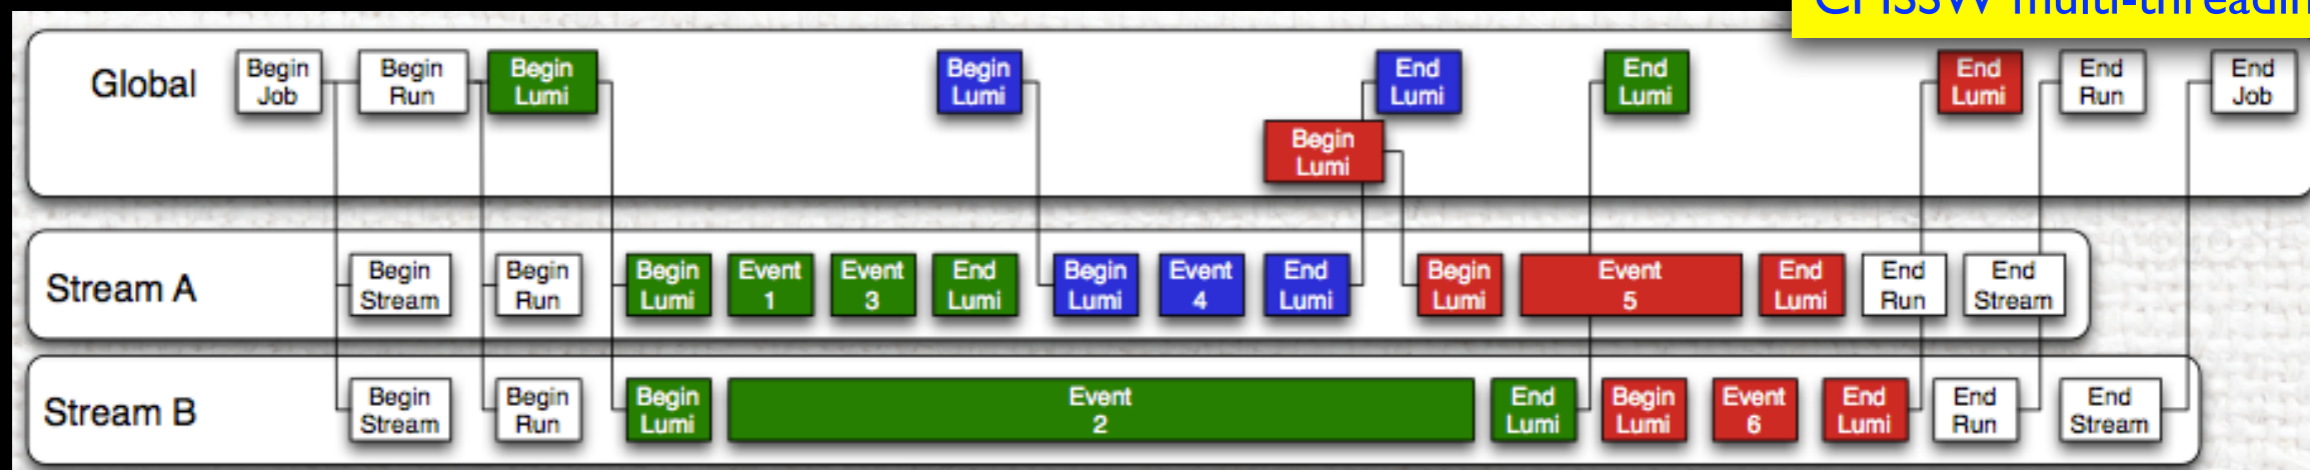 CMSSW multi-threading
Global
Begin
Job
Begin
Run
Begin
Lumi
Begin
Lumi
Begin
Lumi
End
Lumi
End
Lumi
End
Lumi
End
Run
End
Job
Stream A
Begin
Stream
Begin
Run
Begin
Lumi
Event
1
Event
3
End
Lumi
Begin
Lumi
Event
4
End
Lumi
Begin
Lumi
Event
5
End
Lumi
End
Run
End
Stream
Stream B
Begin
Stream
Begin
Run
Begin
Lumi
Event
2
End
Lumi
Begin
Lumi
Event
6
End
Lumi
End
Run
End
Stream